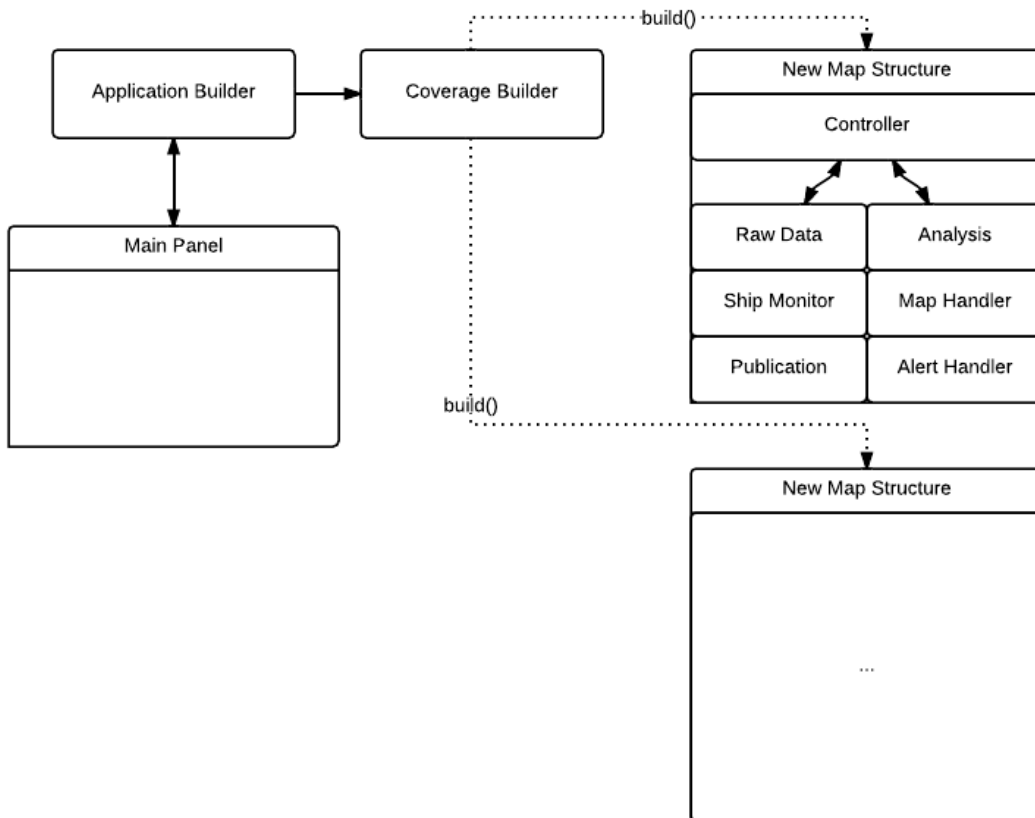 build()
New Map Structure
Application Builder
Coverage Builder
Controller
Main Panel
Raw Data
Analysis
Ship Monitor
Map Handler
Publication
Alert Handler
build()
New Map Structure
...